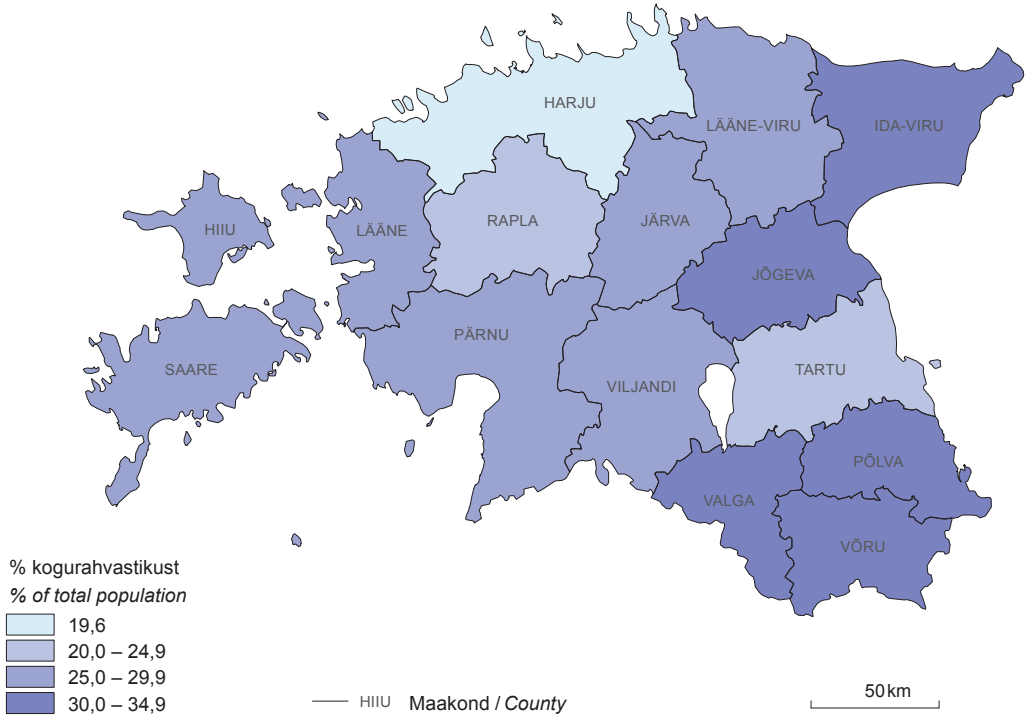 HARJU
LÄÄNE-VIRU
IDA-VIRU
HIIU
LÄÄNE
RAPLA
JÄRVA
JÕGEVA
SAARE
PÄRNU
VILJANDI
TARTU
VALGA
PÕLVA
VÕRU
% kogurahvastikust
% of total population
19,6
20,0 – 24,9
25,0 – 29,9
30,0 – 34,9
HIIU Maakond / County
50 km